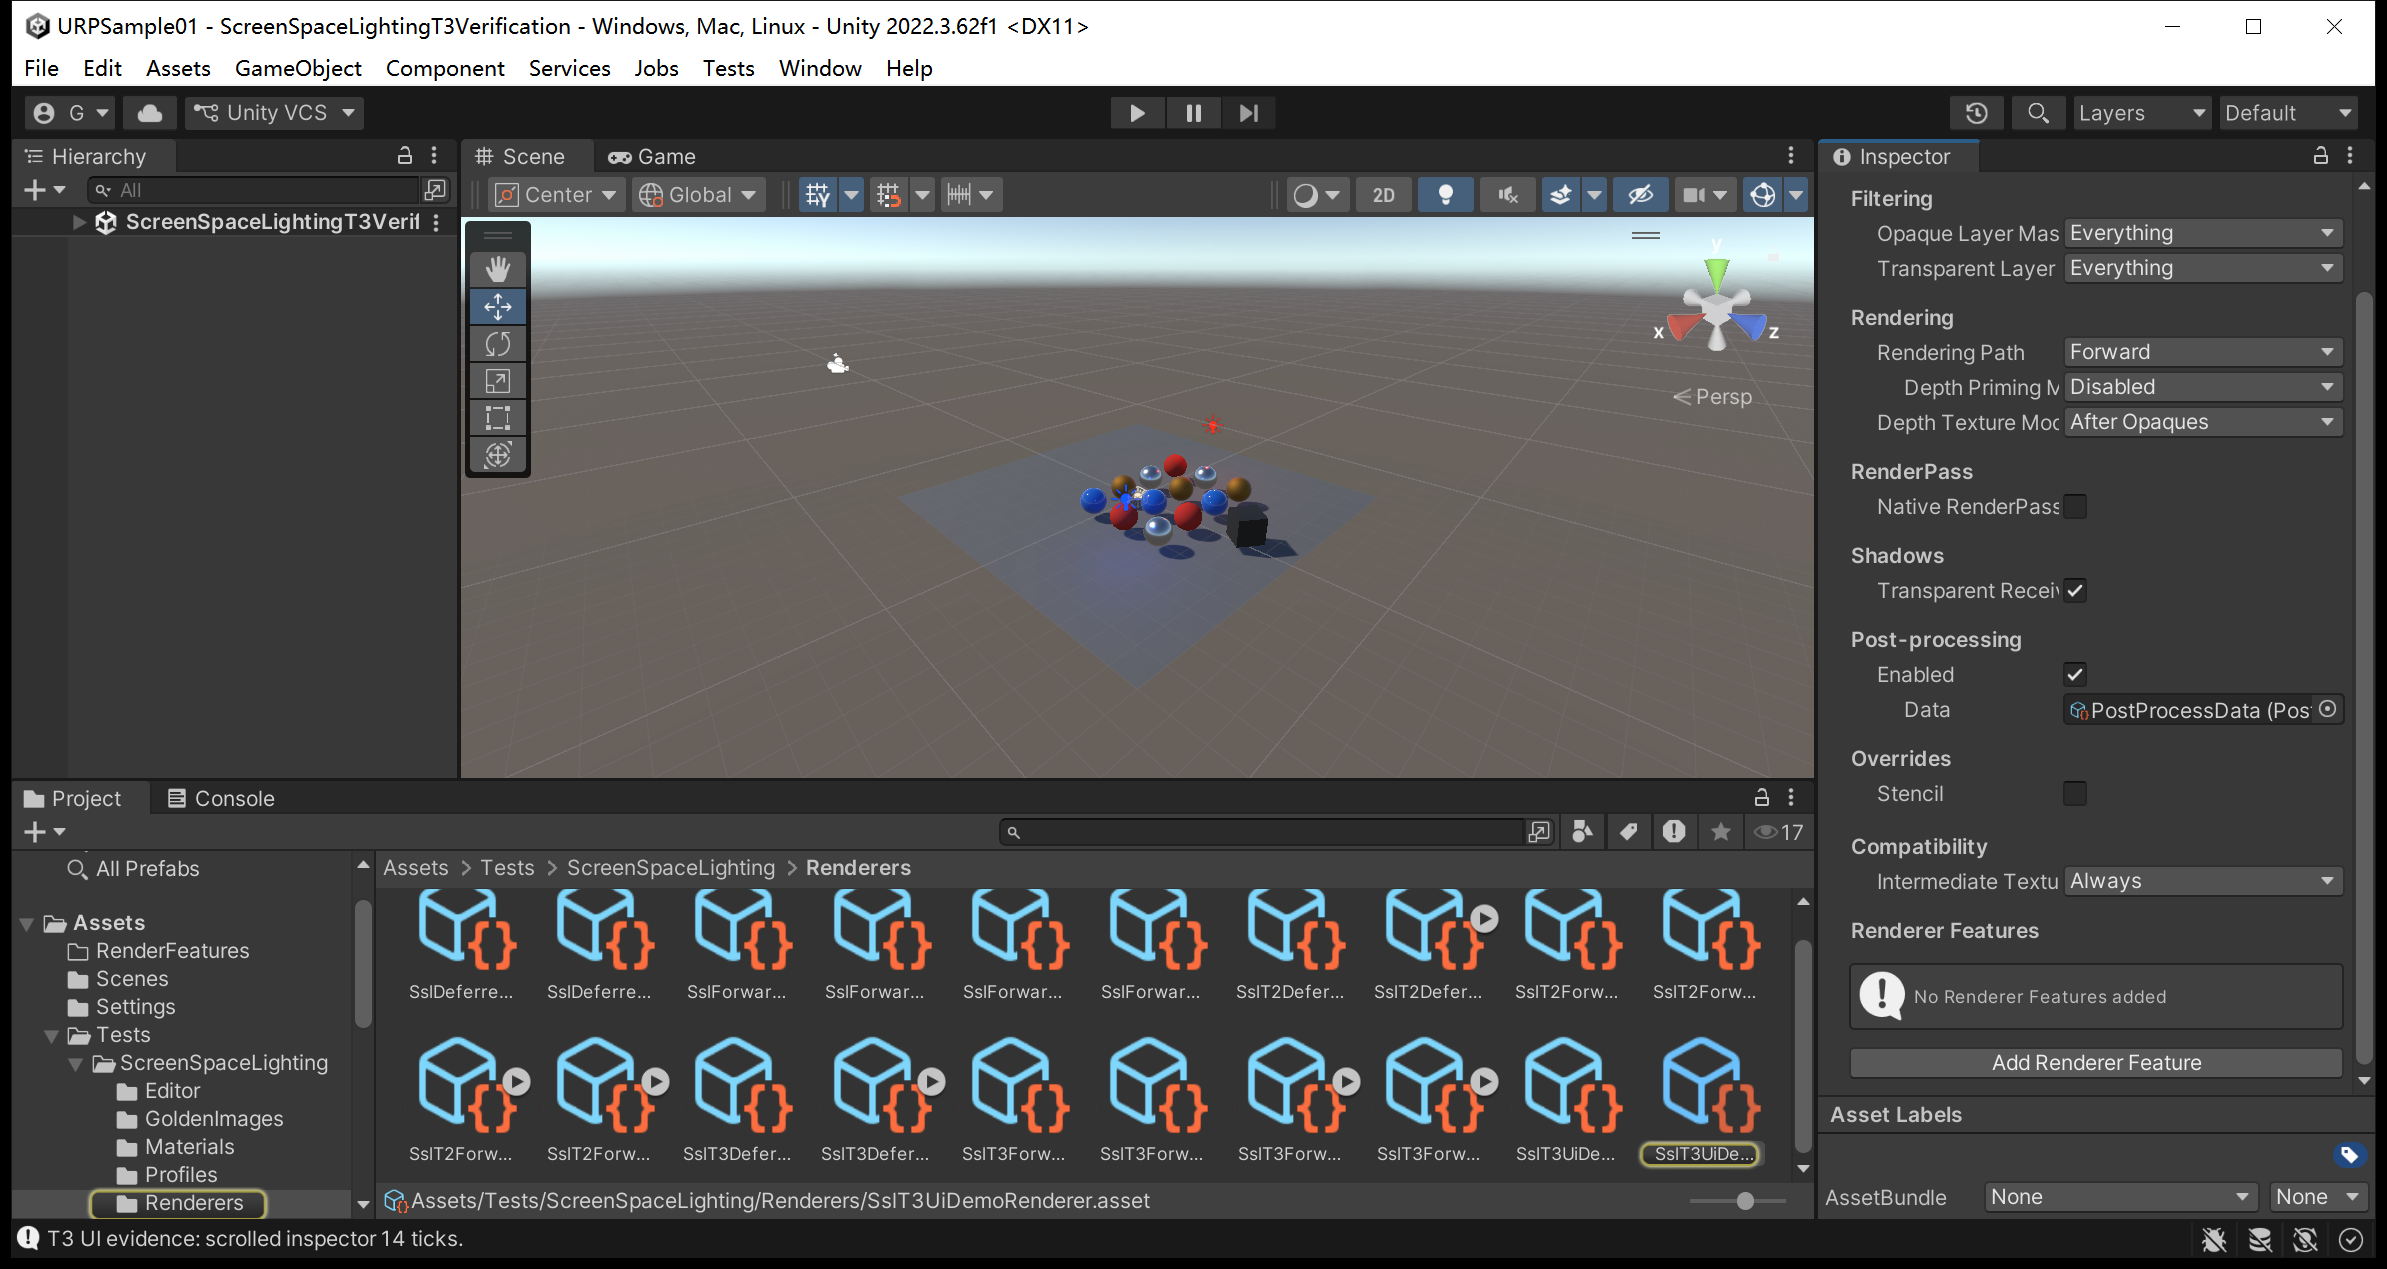 URPSample01 - ScreenSpaceLightingT3Verification - Windows, Mac, Linux - Unity 2022.3.62f1 <DX11>
File Edit Assets GameObject Component Services Jobs Tests Window Help
G Unity VCS Layers Default
Hierarchy
All
ScreenSpaceLightingT3Verif
Scene Game
Center Global 2D
y
x z
Persp
Inspector
Filtering
Opaque Layer Mas Everything
Transparent Layer Everything
Rendering
Rendering Path Forward
Depth Priming M Disabled
Depth Texture Moc After Opaques
RenderPass
Native RenderPass
Shadows
Transparent Receiv
Post-processing
Enabled
Data PostProcessData (Pos
Overrides
Stencil
Compatibility
Intermediate Textu Always
Renderer Features
No Renderer Features added
Add Renderer Feature
Asset Labels
AssetBundle None None
Project Console
17
All Prefabs
Assets
RenderFeatures
Scenes
Settings
Tests
ScreenSpaceLighting
Editor
GoldenImages
Materials
Profiles
Renderers
Assets > Tests > ScreenSpaceLighting > Renderers
SslDeferre... SslDeferre... SslForwar... SslForwar... SslForwar... SslForwar... SslT2Defer... SslT2Defer... SslT2Forw... SslT2Forw...
SslT2Forw... SslT2Forw... SslT3Defer... SslT3Defer... SslT3Forw... SslT3Forw... SslT3Forw... SslT3Forw... SslT3UiDe... SslT3UiDe...
Assets/Tests/ScreenSpaceLighting/Renderers/SslT3UiDemoRenderer.asset
T3 UI evidence: scrolled inspector 14 ticks.